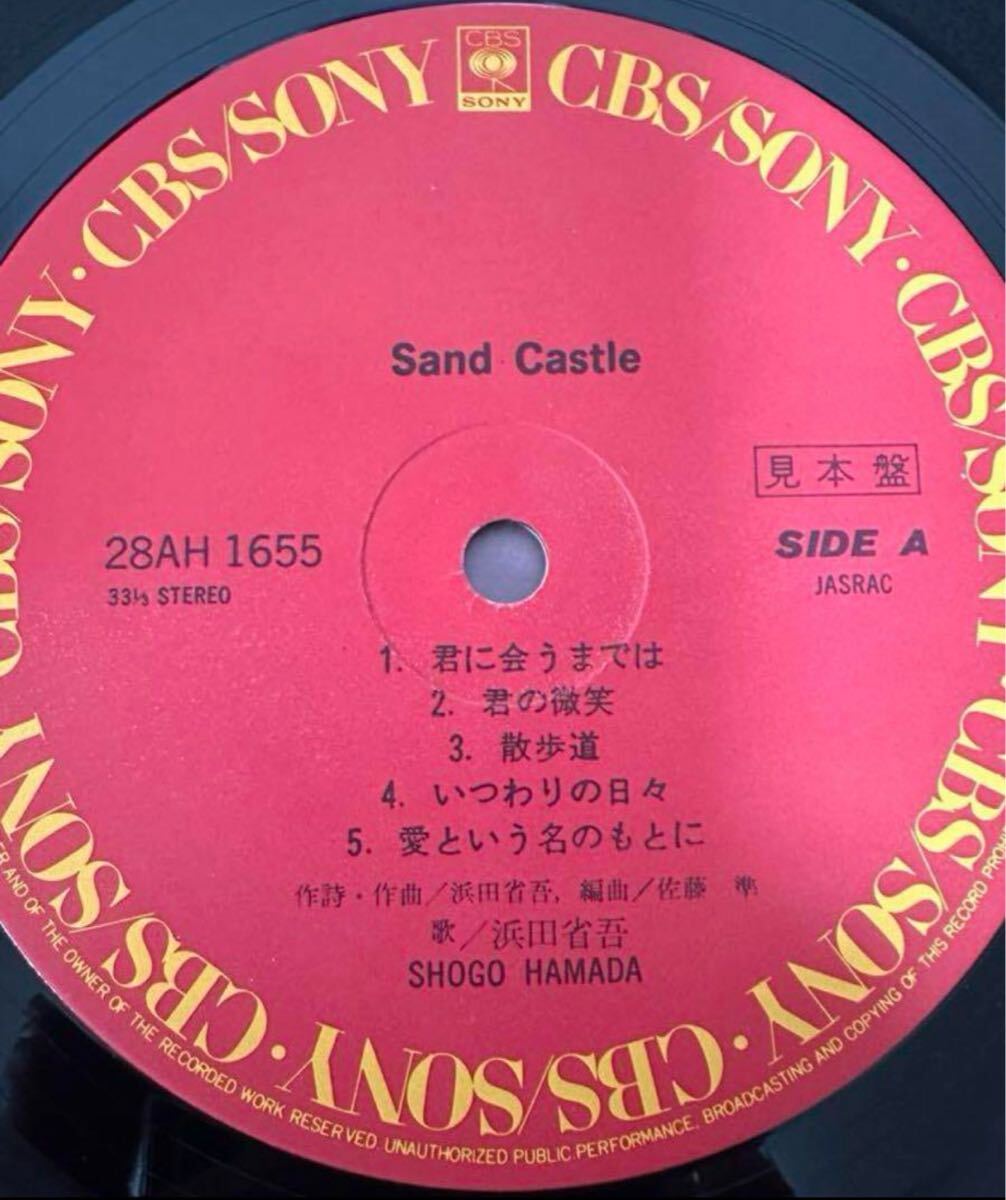 CBS
SONY
CBS/SONY · CBS/SONY · CBS/SONY · CBS/SONY · CBS/SONY · CBS/SONY · CBS/SONY · CBS/SONY
Sand Castle
見本盤
28AH 1655
SIDE A
33⅓ STEREO
JASRAC
1. 君に会うまでは
2. 君の微笑
3. 散歩道
4. いつわりの日々
5. 愛という名のもとに
作詩・作曲/浜田省吾, 編曲/佐藤 準
歌/浜田省吾
SHOGO HAMADA
AND OF THE OWNER OF THE RECORDED WORK RESERVED. UNAUTHORIZED PUBLIC PERFORMANCE, BROADCASTING AND COPYING OF THIS RECORD